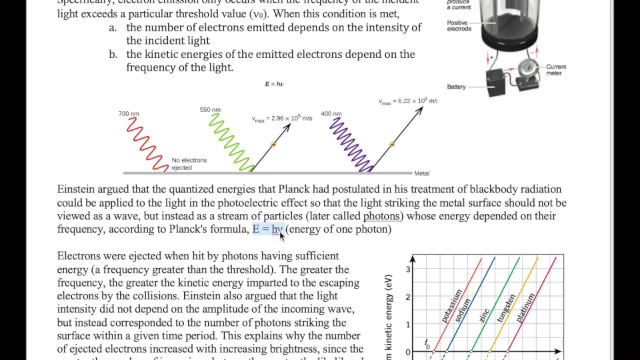 Specifically, electron emission only occurs when the frequency of the incident
light exceeds a particular threshold value (ν₀). When this condition is met,
a. the number of electrons emitted depends on the intensity of
the incident light
b. the kinetic energies of the emitted electrons depend on the
frequency of the light.
produce
a current.
Positive
electrode
Current
meter
Battery
E = hν
700 nm
550 nm
vmax = 2.96 × 10⁵ m/s
400 nm
vmax = 6.22 × 10⁵ m/s
No electrons
ejected
Metal
Einstein argued that the quantized energies that Planck had postulated in his treatment of blackbody radiation
could be applied to the light in the photoelectric effect so that the light striking the metal surface should not be
viewed as a wave, but instead as a stream of particles (later called photons) whose energy depended on their
frequency, according to Planck's formula, E = hν (energy of one photon)
Electrons were ejected when hit by photons having sufficient
energy (a frequency greater than the threshold). The greater the
frequency, the greater the kinetic energy imparted to the escaping
electrons by the collisions. Einstein also argued that the light
intensity did not depend on the amplitude of the incoming wave,
but instead corresponded to the number of photons striking the
surface within a given time period. This explains why the number
of ejected electrons increased with increasing brightness, since the
kinetic energy (eV)
3
2
1
0
potassium
sodium
zinc
tungsten
platinum
f₀